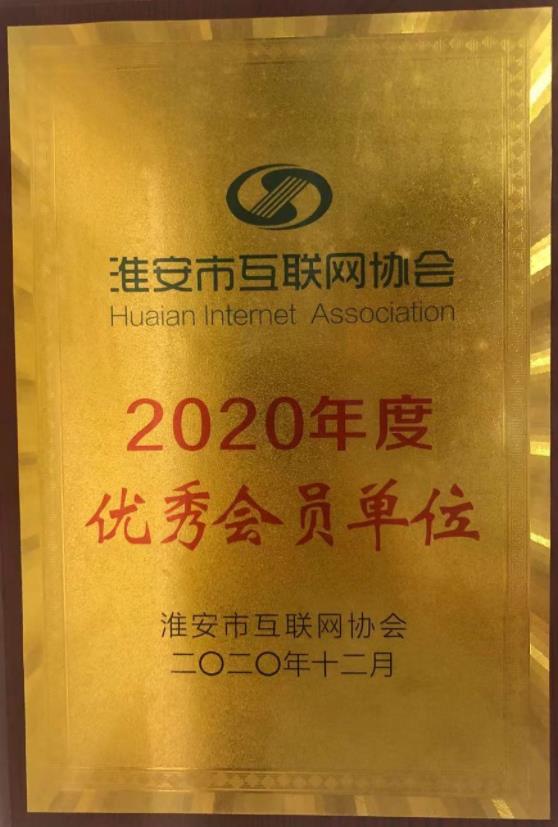 淮安市互联网协会
Huaian Internet Association
2020年度
优秀会员单位
淮安市互联网协会
二〇二〇年十二月